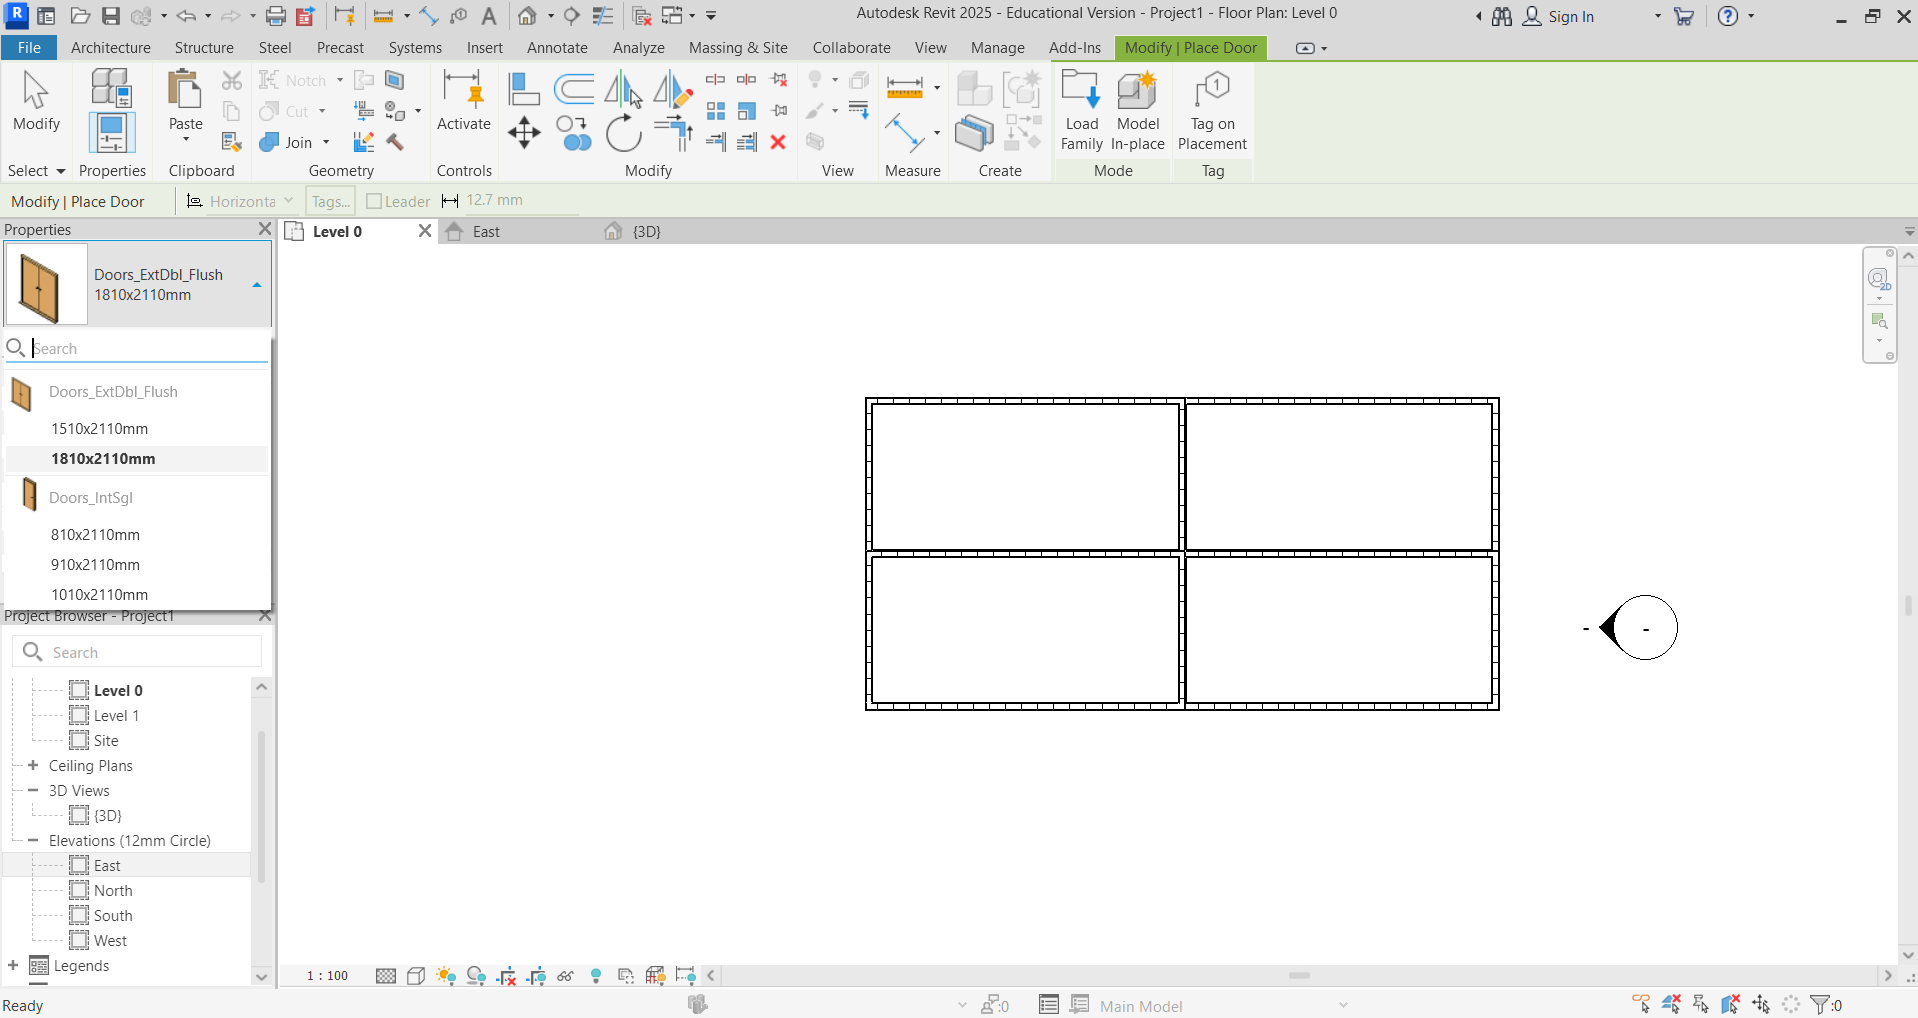 Autodesk Revit 2025 - Educational Version - Project1 - Floor Plan: Level 0
Sign In
File Architecture Structure Steel Precast Systems Insert Annotate Analyze Massing & Site Collaborate View Manage Add-Ins Modify | Place Door
Modify
Paste
Notch
Cut
Join
Activate
Load Family
Model In-place
Tag on Placement
Select Properties Clipboard Geometry Controls Modify View Measure Create Mode Tag
Modify | Place Door Horizonta Tags... Leader 12.7 mm
Properties
Level 0 East {3D}
Doors_ExtDbl_Flush
1810x2110mm
2D
Search
Doors_ExtDbl_Flush
1510x2110mm
1810x2110mm
Doors_IntSgl
810x2110mm
910x2110mm
1010x2110mm
Project Browser - Project1
Search
Level 0
Level 1
Site
Ceiling Plans
3D Views
{3D}
Elevations (12mm Circle)
East
North
South
West
Legends
1 : 100
Ready
:0
Main Model
:0